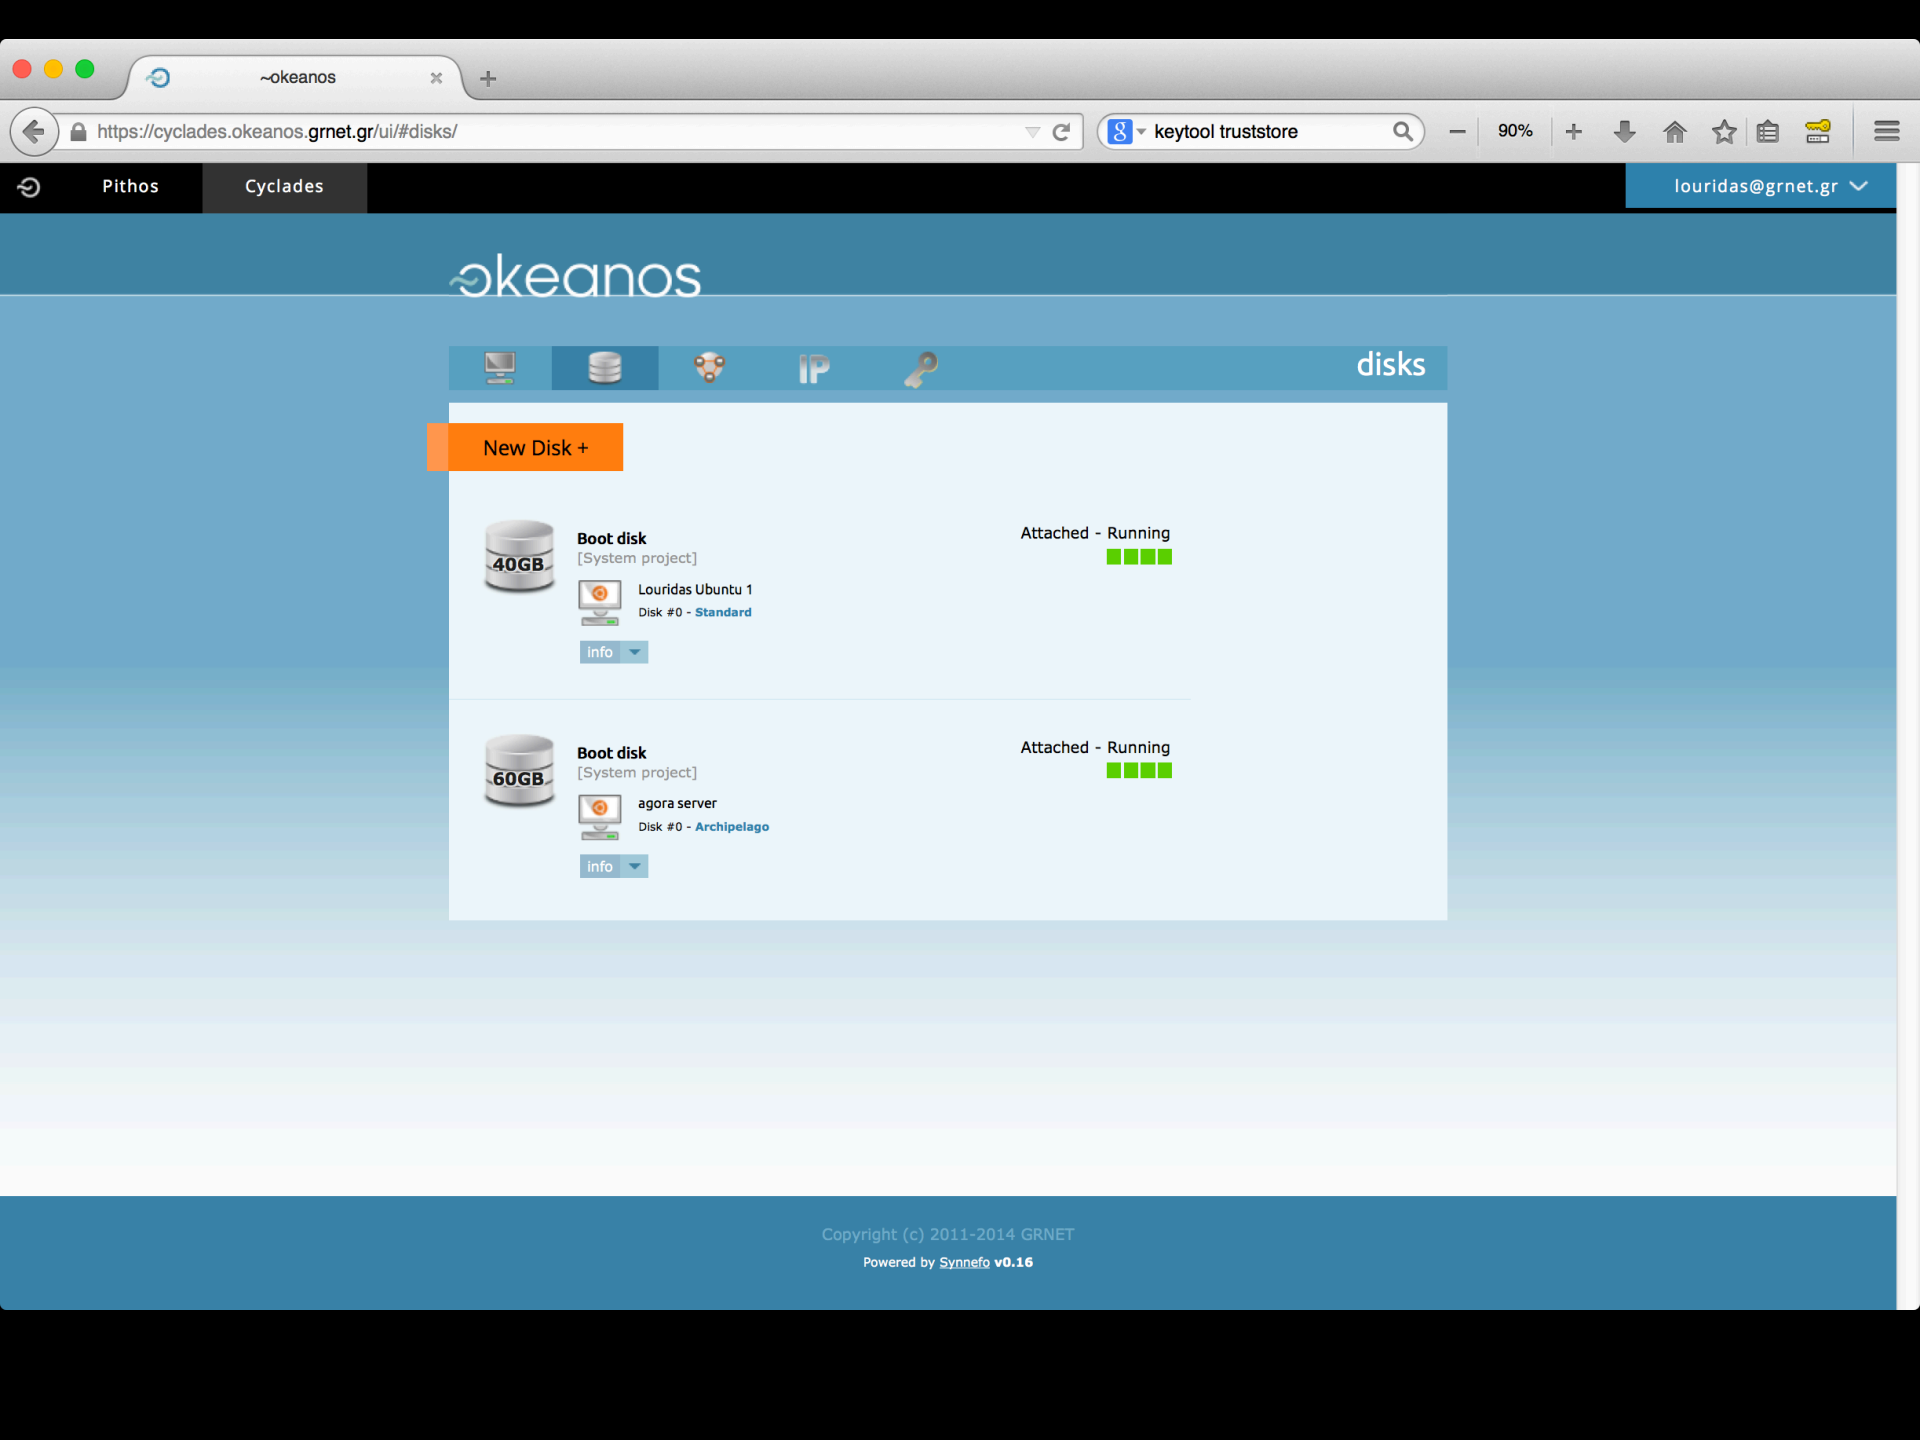 ~okeanos
https://cyclades.okeanos.grnet.gr/ui/#disks/
keytool truststore
90%
Pithos
Cyclades
louridas@grnet.gr
~okeanos
IP
disks
New Disk +
40GB
Boot disk
[System project]
Louridas Ubuntu 1
Disk #0 - Standard
info
Attached - Running
60GB
Boot disk
[System project]
agora server
Disk #0 - Archipelago
info
Attached - Running
Copyright (c) 2011-2014 GRNET
Powered by Synnefo v0.16